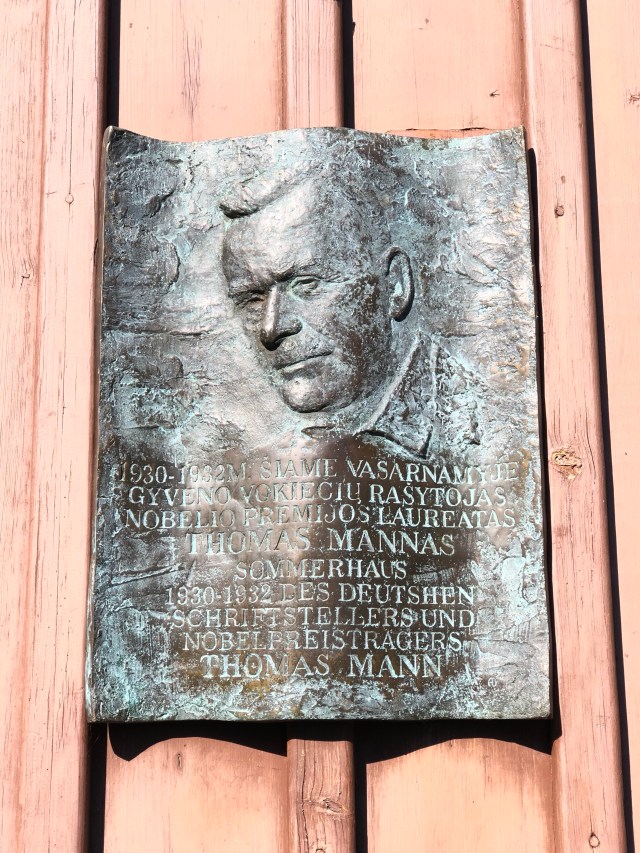 1930-1932M. ŠIAME VASARNAMYJE
GYVENO VOKIEČIŲ RAŠYTOJAS,
NOBELIO PREMIJOS LAUREATAS
THOMAS MANNAS
SOMMERHAUS
1930-1932 DES DEUTSHEN
SCHRIFTSTELLERS UND
NOBELPREISTRÄGERS
THOMAS MANN